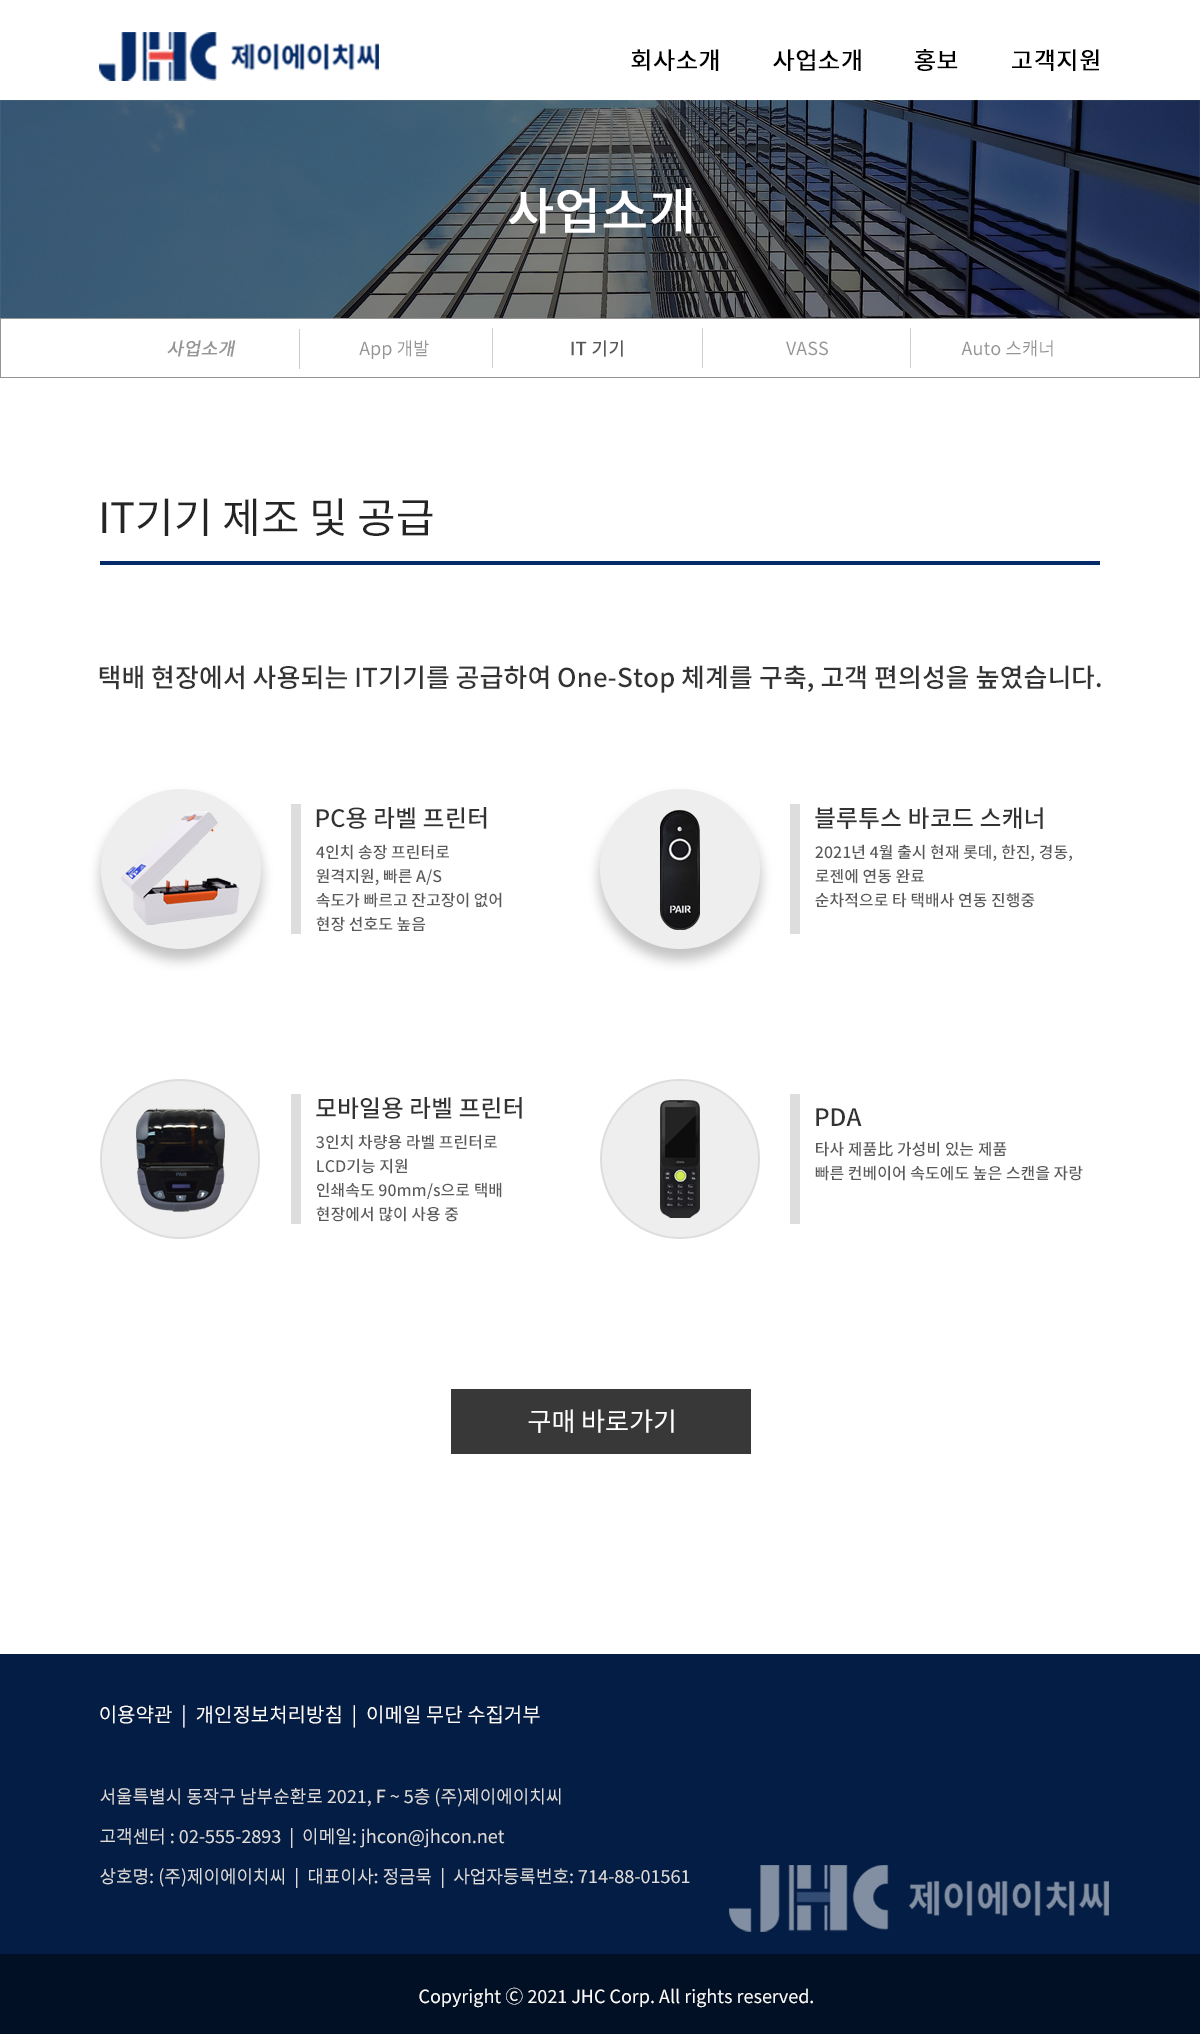 JHC 제이에이치씨
회사소개 사업소개 홍보 고객지원
사업소개
사업소개 App 개발 IT 기기 VASS Auto 스캐너
IT기기 제조 및 공급
택배 현장에서 사용되는 IT기기를 공급하여 One-Stop 체계를 구축, 고객 편의성을 높였습니다.
PC용 라벨 프린터
4인치 송장 프린터로
원격지원, 빠른 A/S
속도가 빠르고 잔고장이 없어
현장 선호도 높음
PAIR
블루투스 바코드 스캐너
2021년 4월 출시 현재 롯데, 한진, 경동,
로젠에 연동 완료
순차적으로 타 택배사 연동 진행중
모바일용 라벨 프린터
3인치 차량용 라벨 프린터로
LCD기능 지원
인쇄속도 90mm/s으로 택배
현장에서 많이 사용 중
PDA
타사 제품比 가성비 있는 제품
빠른 컨베이어 속도에도 높은 스캔을 자랑
구매 바로가기
이용약관 | 개인정보처리방침 | 이메일 무단 수집거부
서울특별시 동작구 남부순환로 2021, F ~ 5층 (주)제이에이치씨
고객센터 : 02-555-2893 | 이메일: jhcon@jhcon.net
상호명: (주)제이에이치씨 | 대표이사: 정금묵 | 사업자등록번호: 714-88-01561
JHC 제이에이치씨
Copyright ⓒ 2021 JHC Corp. All rights reserved.